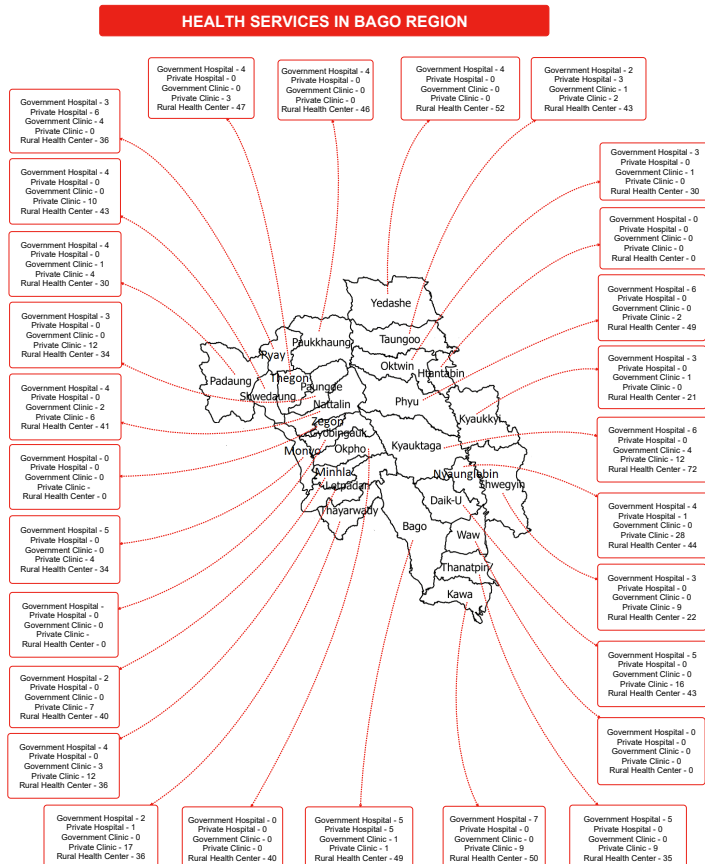 HEALTH SERVICES IN BAGO REGION
Government Hospital - 4
Private Hospital - 0
Government Clinic - 0
Private Clinic - 3
Rural Health Center - 47
Government Hospital - 4
Private Hospital - 0
Government Clinic - 0
Private Clinic - 0
Rural Health Center - 46
Government Hospital - 4
Private Hospital - 0
Government Clinic - 0
Private Clinic - 0
Rural Health Center - 52
Government Hospital - 2
Private Hospital - 3
Government Clinic - 1
Private Clinic - 2
Rural Health Center - 43
Government Hospital - 3
Private Hospital - 6
Government Clinic - 4
Private Clinic - 0
Rural Health Center - 36
Government Hospital - 4
Private Hospital - 0
Government Clinic - 0
Private Clinic - 10
Rural Health Center - 43
Government Hospital - 4
Private Hospital - 0
Government Clinic - 1
Private Clinic - 4
Rural Health Center - 30
Government Hospital - 3
Private Hospital - 0
Government Clinic - 0
Private Clinic - 12
Rural Health Center - 34
Government Hospital - 4
Private Hospital - 0
Government Clinic - 2
Private Clinic - 6
Rural Health Center - 41
Government Hospital - 0
Private Hospital - 0
Government Clinic - 0
Private Clinic -
Rural Health Center - 0
Government Hospital - 5
Private Hospital - 0
Government Clinic - 0
Private Clinic - 4
Rural Health Center - 34
Government Hospital -
Private Hospital - 0
Government Clinic - 0
Private Clinic -
Rural Health Center - 0
Government Hospital - 2
Private Hospital - 0
Government Clinic - 0
Private Clinic - 7
Rural Health Center - 40
Government Hospital - 4
Private Hospital - 0
Government Clinic - 3
Private Clinic - 12
Rural Health Center - 36
Yedashe
Taungoo
Paukkhaung
Oktwin
Htantabin
Pyay
Thegon
Padaung
Paungde
Shwedaung
Nattalin
Phyu
Kyaukkyi
Zegon
Gyobingauk
Monyo
Okpho
Kyauktaga
Minhla
Nyaunglebin
Letpadan
Shwegyin
Daik-U
Thayarwady
Bago
Waw
Thanatpin
Kawa
Government Hospital - 3
Private Hospital - 0
Government Clinic - 1
Private Clinic - 0
Rural Health Center - 30
Government Hospital - 0
Private Hospital - 0
Government Clinic - 0
Private Clinic - 0
Rural Health Center - 0
Government Hospital - 6
Private Hospital - 0
Government Clinic - 0
Private Clinic - 2
Rural Health Center - 49
Government Hospital - 3
Private Hospital - 0
Government Clinic - 1
Private Clinic - 0
Rural Health Center - 21
Government Hospital - 6
Private Hospital - 0
Government Clinic - 4
Private Clinic - 12
Rural Health Center - 72
Government Hospital - 4
Private Hospital - 1
Government Clinic - 0
Private Clinic - 28
Rural Health Center - 44
Government Hospital - 3
Private Hospital - 0
Government Clinic - 0
Private Clinic - 9
Rural Health Center - 22
Government Hospital - 5
Private Hospital - 0
Government Clinic - 0
Private Clinic - 16
Rural Health Center - 43
Government Hospital - 0
Private Hospital - 0
Government Clinic - 0
Private Clinic - 0
Rural Health Center - 0
Government Hospital - 2
Private Hospital - 1
Government Clinic - 0
Private Clinic - 17
Rural Health Center - 36
Government Hospital - 0
Private Hospital - 0
Government Clinic - 0
Private Clinic - 0
Rural Health Center - 40
Government Hospital - 5
Private Hospital - 5
Government Clinic - 1
Private Clinic - 1
Rural Health Center - 49
Government Hospital - 7
Private Hospital - 0
Government Clinic - 0
Private Clinic - 9
Rural Health Center - 50
Government Hospital - 5
Private Hospital - 0
Government Clinic - 0
Private Clinic - 9
Rural Health Center - 35